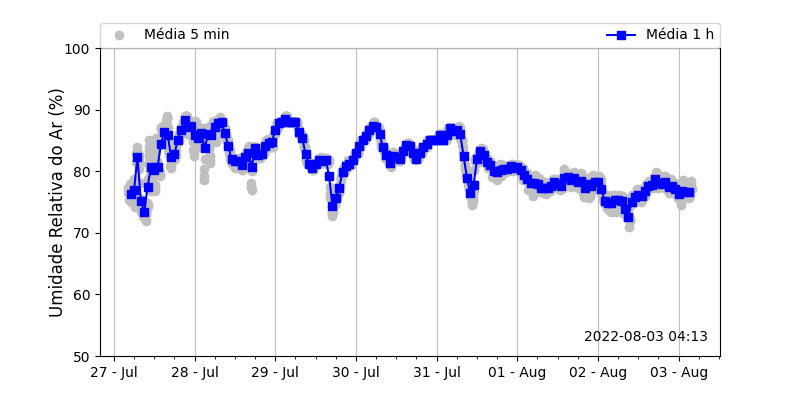 Média 5 min
Média 1 h
100
90
80
70
60
50
Umidade Relativa do Ar (%)
2022-08-03 04:13
27 - Jul
28 - Jul
29 - Jul
30 - Jul
31 - Jul
01 - Aug
02 - Aug
03 - Aug